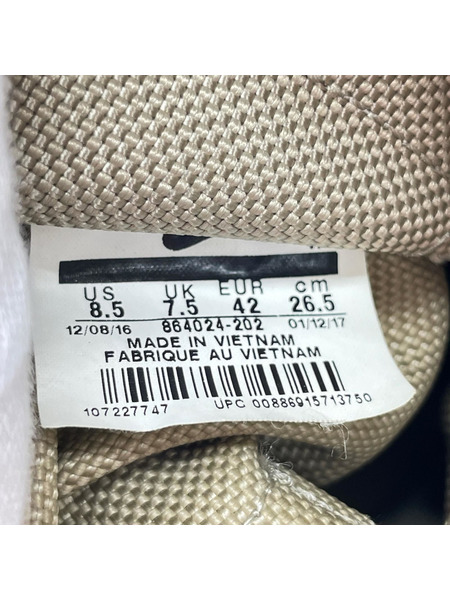 US UK EUR cm
8.5 7.5 42 26.5
12/08/16 864024-202 01/12/17
MADE IN VIETNAM
FABRIQUE AU VIETNAM
107227747 UPC 00886915713750